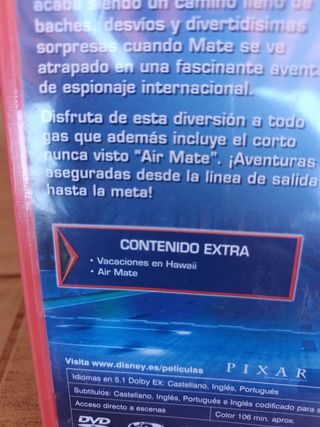 acaba siendo un camino lleno de
baches, desvíos y divertidísimas
sorpresas cuando Mate se ve
atrapado en una fascinante avent
de espionaje internacional.
Disfruta de esta diversión a todo
gas que además incluye el corto
nunca visto "Air Mate". ¡Aventuras
aseguradas desde la línea de salida
hasta la meta!
CONTENIDO EXTRA
• Vacaciones en Hawaii
• Air Mate
Visita www.disney.es/peliculas
PIXAR
Idiomas en 5.1 Dolby EX: Castellano, Inglés, Portugués
Subtítulos: Castellano, Inglés, Portugués e Inglés codificado para s
Acceso directo a escenas
Color 106 min. aprox.
DVD